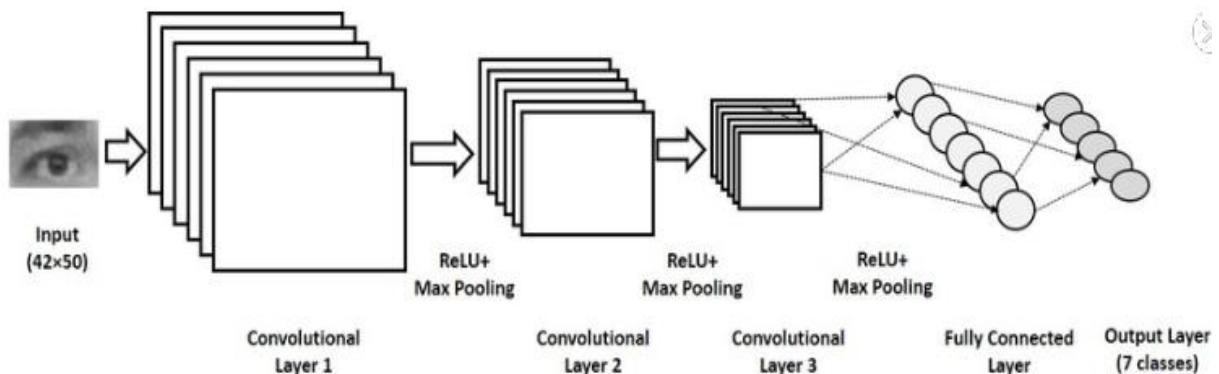 Input
(42×50)
ReLU+
Max Pooling
ReLU+
Max Pooling
ReLU+
Max Pooling
Convolutional
Layer 1
Convolutional
Layer 2
Convolutional
Layer 3
Fully Connected
Layer
Output Layer
(7 classes)